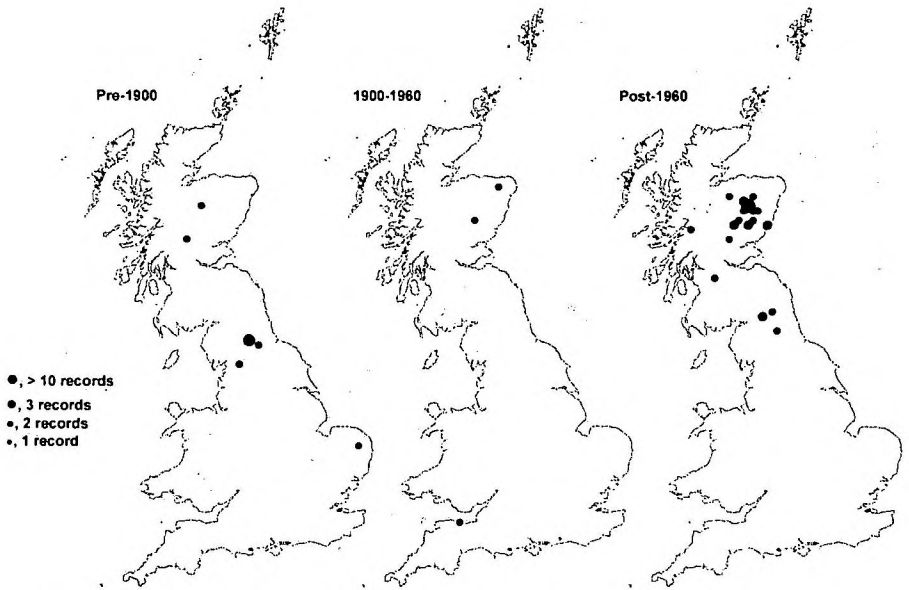 Pre-1900
1900-1960
Post-1960
●, > 10 records
●, 3 records
●, 2 records
•, 1 record